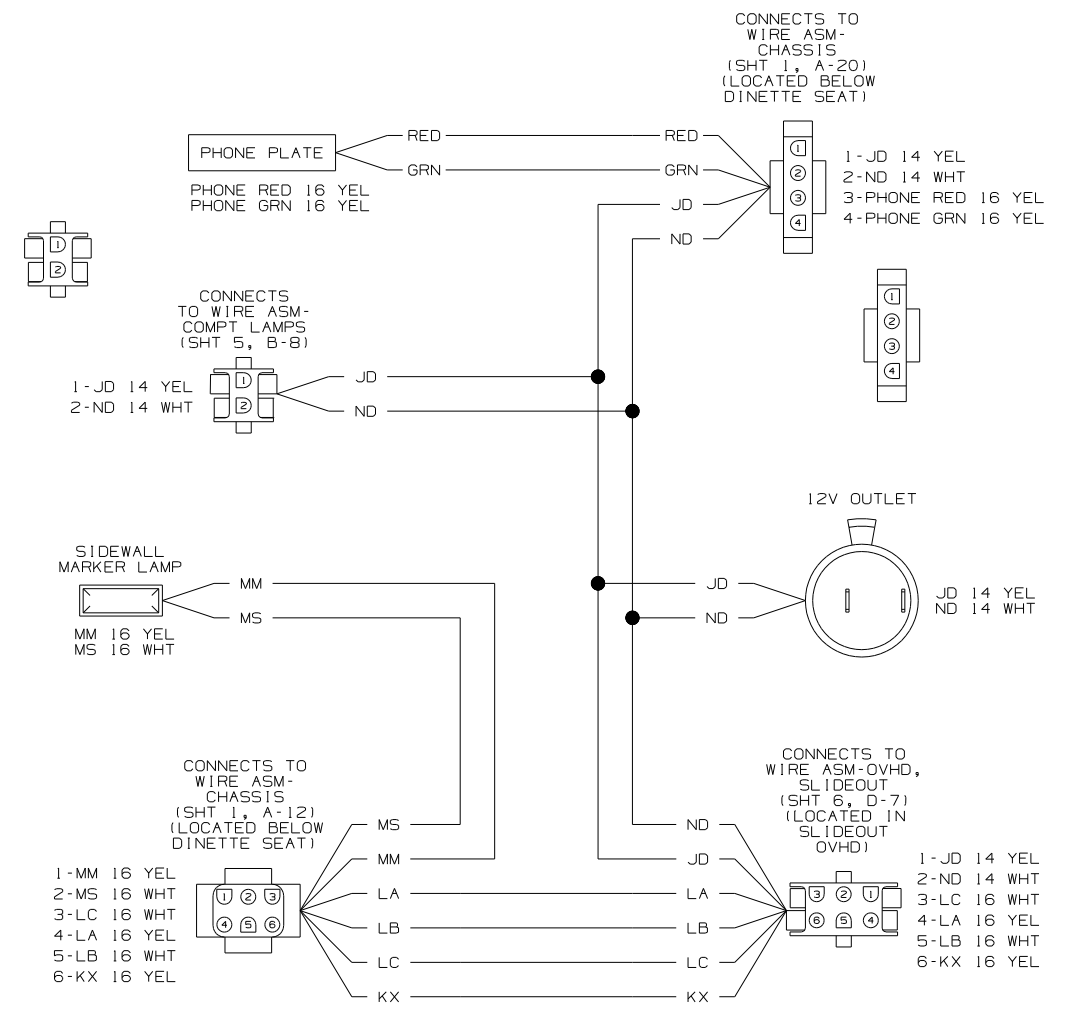 CONNECTS TO
WIRE ASM-
CHASSIS
(SHT 1, A-20)
(LOCATED BELOW
DINETTE SEAT)
PHONE PLATE
RED
RED
GRN
GRN
JD
ND
PHONE RED 16 YEL
PHONE GRN 16 YEL
1
2
3
4
1-JD 14 YEL
2-ND 14 WHT
3-PHONE RED 16 YEL
4-PHONE GRN 16 YEL
1
2
1
2
3
4
CONNECTS
TO WIRE ASM-
COMPT LAMPS
(SHT 5, B-8)
1-JD 14 YEL
2-ND 14 WHT
1
2
JD
ND
12V OUTLET
JD
ND
JD 14 YEL
ND 14 WHT
SIDEWALL
MARKER LAMP
MM
MS
MM 16 YEL
MS 16 WHT
CONNECTS TO
WIRE ASM-
CHASSIS
(SHT 1, A-12)
(LOCATED BELOW
DINETTE SEAT)
1-MM 16 YEL
2-MS 16 WHT
3-LC 16 WHT
4-LA 16 YEL
5-LB 16 WHT
6-KX 16 YEL
1 2 3
4 5 6
MS
MM
LA
LB
LC
KX
ND
JD
LA
LB
LC
KX
CONNECTS TO
WIRE ASM-OVHD,
SLIDEOUT
(SHT 6, D-7)
(LOCATED IN
SLIDEOUT
OVHD)
3 2 1
6 5 4
1-JD 14 YEL
2-ND 14 WHT
3-LC 16 WHT
4-LA 16 YEL
5-LB 16 WHT
6-KX 16 YEL